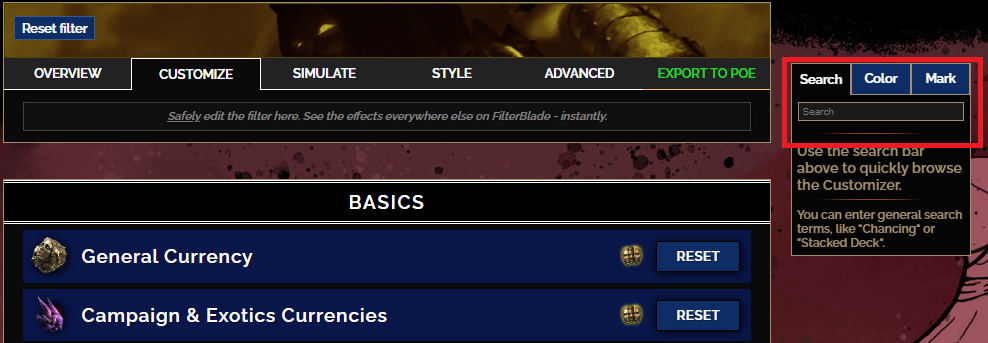 Reset filter
OVERVIEW
CUSTOMIZE
SIMULATE
STYLE
ADVANCED
EXPORT TO POE
Safely edit the filter here. See the effects everywhere else on FilterBlade - instantly.
BASICS
General Currency
RESET
Campaign & Exotics Currencies
RESET
Search
Color
Mark
Search
Use the search bar
above to quickly browse
the Customizer.
You can enter general search
terms, like "Chancing" or
"Stacked Deck".